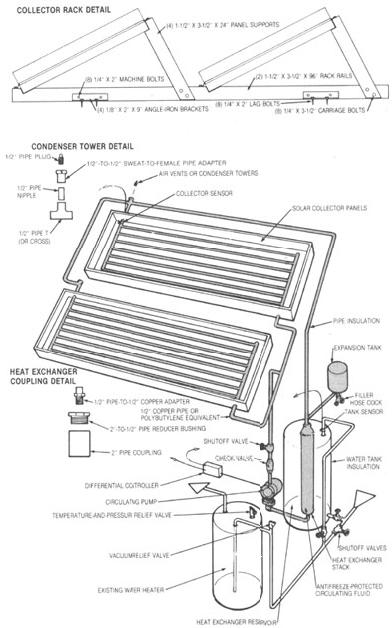 COLLECTOR RACK DETAIL
(4) 1-1/2" X 3-1/2" X 24" PANEL SUPPORTS
(8) 1/4" X 2" MACHINE BOLTS
(2) 1-1/2" X 3-1/2" X 96" RACK RAILS
(4) 1/8" X 2" X 9" ANGLE-IRON BRACKETS
(8) 1/4" X 2" LAG BOLTS
(8) 1/4" X 3-1/2" CARRIAGE BOLTS
CONDENSER TOWER DETAIL
1/2" PIPE PLUG
1/2"-TO-1/2" SWEAT-TO-FEMALE PIPE ADAPTER
AIR VENTS OR CONDENSER TOWERS
1/2" PIPE
NIPPLE
COLLECTOR SENSOR
SOLAR COLLECTOR PANELS
1/2" PIPE T
(OR CROSS)
PIPE INSULATION
EXPANSION
TANK
HEAT EXCHANGER
COUPLING DETAIL
1/2" PIPE-TO-1/2" COPPER ADAPTER
1/2" COPPER PIPE OR
POLYBUTYLENE EQUIVALENT
2"-TO-1/2" PIPE REDUCER BUSHING
2" PIPE COUPLING
FILLER
HOSE COCK
TANK SENSOR
SHUTOFF VALVE
CHECK VALVE
WATER TANK
INSULATION
DIFFERENTIAL COTROLLER
CIRCULATNG PUMP
TEMPERATURE-AND-PRESSUR RELIEF VALVE
VACUUMRELIEF VALVE
SHUTOFF VALVES
HEAT EXCHANGER
STACK
EXISTING WATER HEATER
ANTIFREEZE-PROTECTED
CIRCULATING FLUID
HEAT EXCHANGER RESERVOIR